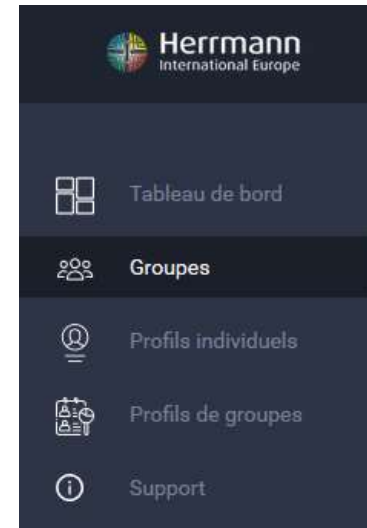 Herrmann
International Europe
Tableau de bord
Groupes
Profils individuels
Profils de groupes
Support